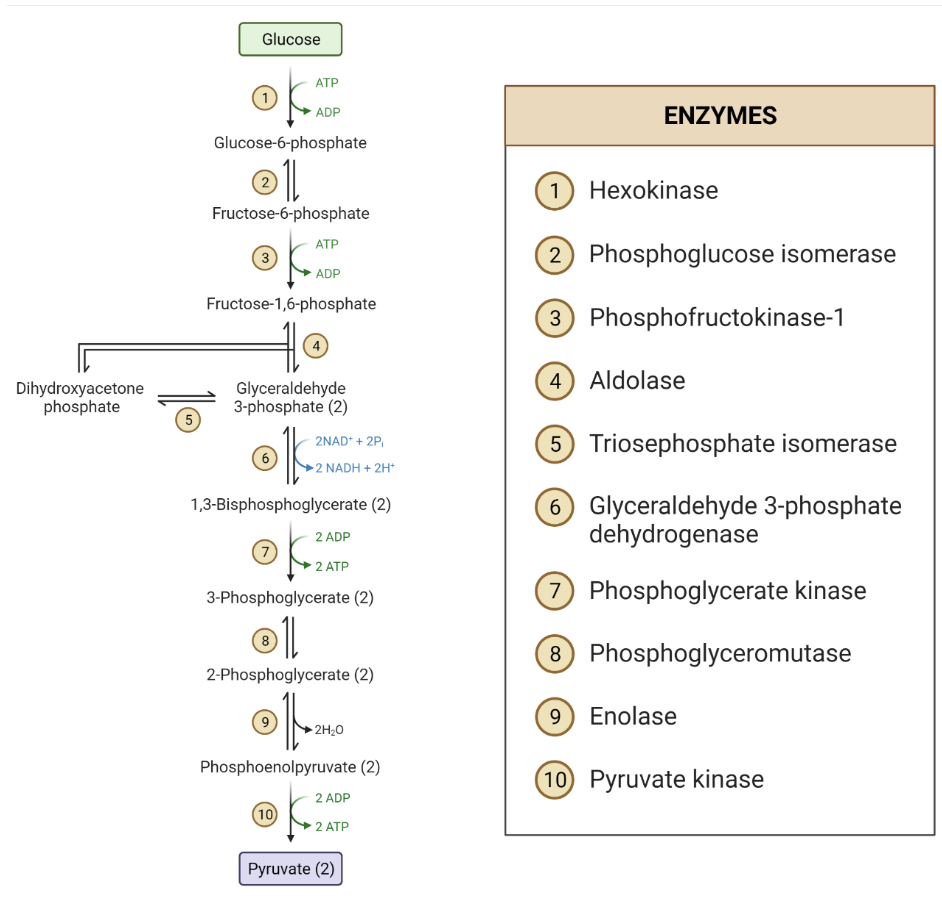 Glucose
1
ATP
ADP
Glucose-6-phosphate
2
Fructose-6-phosphate
3
ATP
ADP
Fructose-1,6-phosphate
4
Dihydroxyacetone
phosphate
5
Glyceraldehyde
3-phosphate (2)
6
2NAD⁺ + 2Pᵢ
2 NADH + 2H⁺
1,3-Bisphosphoglycerate (2)
7
2 ADP
2 ATP
3-Phosphoglycerate (2)
8
2-Phosphoglycerate (2)
9
2H₂O
Phosphoenolpyruvate (2)
10
2 ADP
2 ATP
Pyruvate (2)
ENZYMES
1 Hexokinase
2 Phosphoglucose isomerase
3 Phosphofructokinase-1
4 Aldolase
5 Triosephosphate isomerase
6 Glyceraldehyde 3-phosphate
dehydrogenase
7 Phosphoglycerate kinase
8 Phosphoglyceromutase
9 Enolase
10 Pyruvate kinase